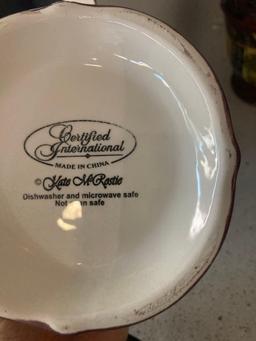 Certified
International
MADE IN CHINA
© Kate McRostie
Dishwasher and microwave safe
Not oven safe